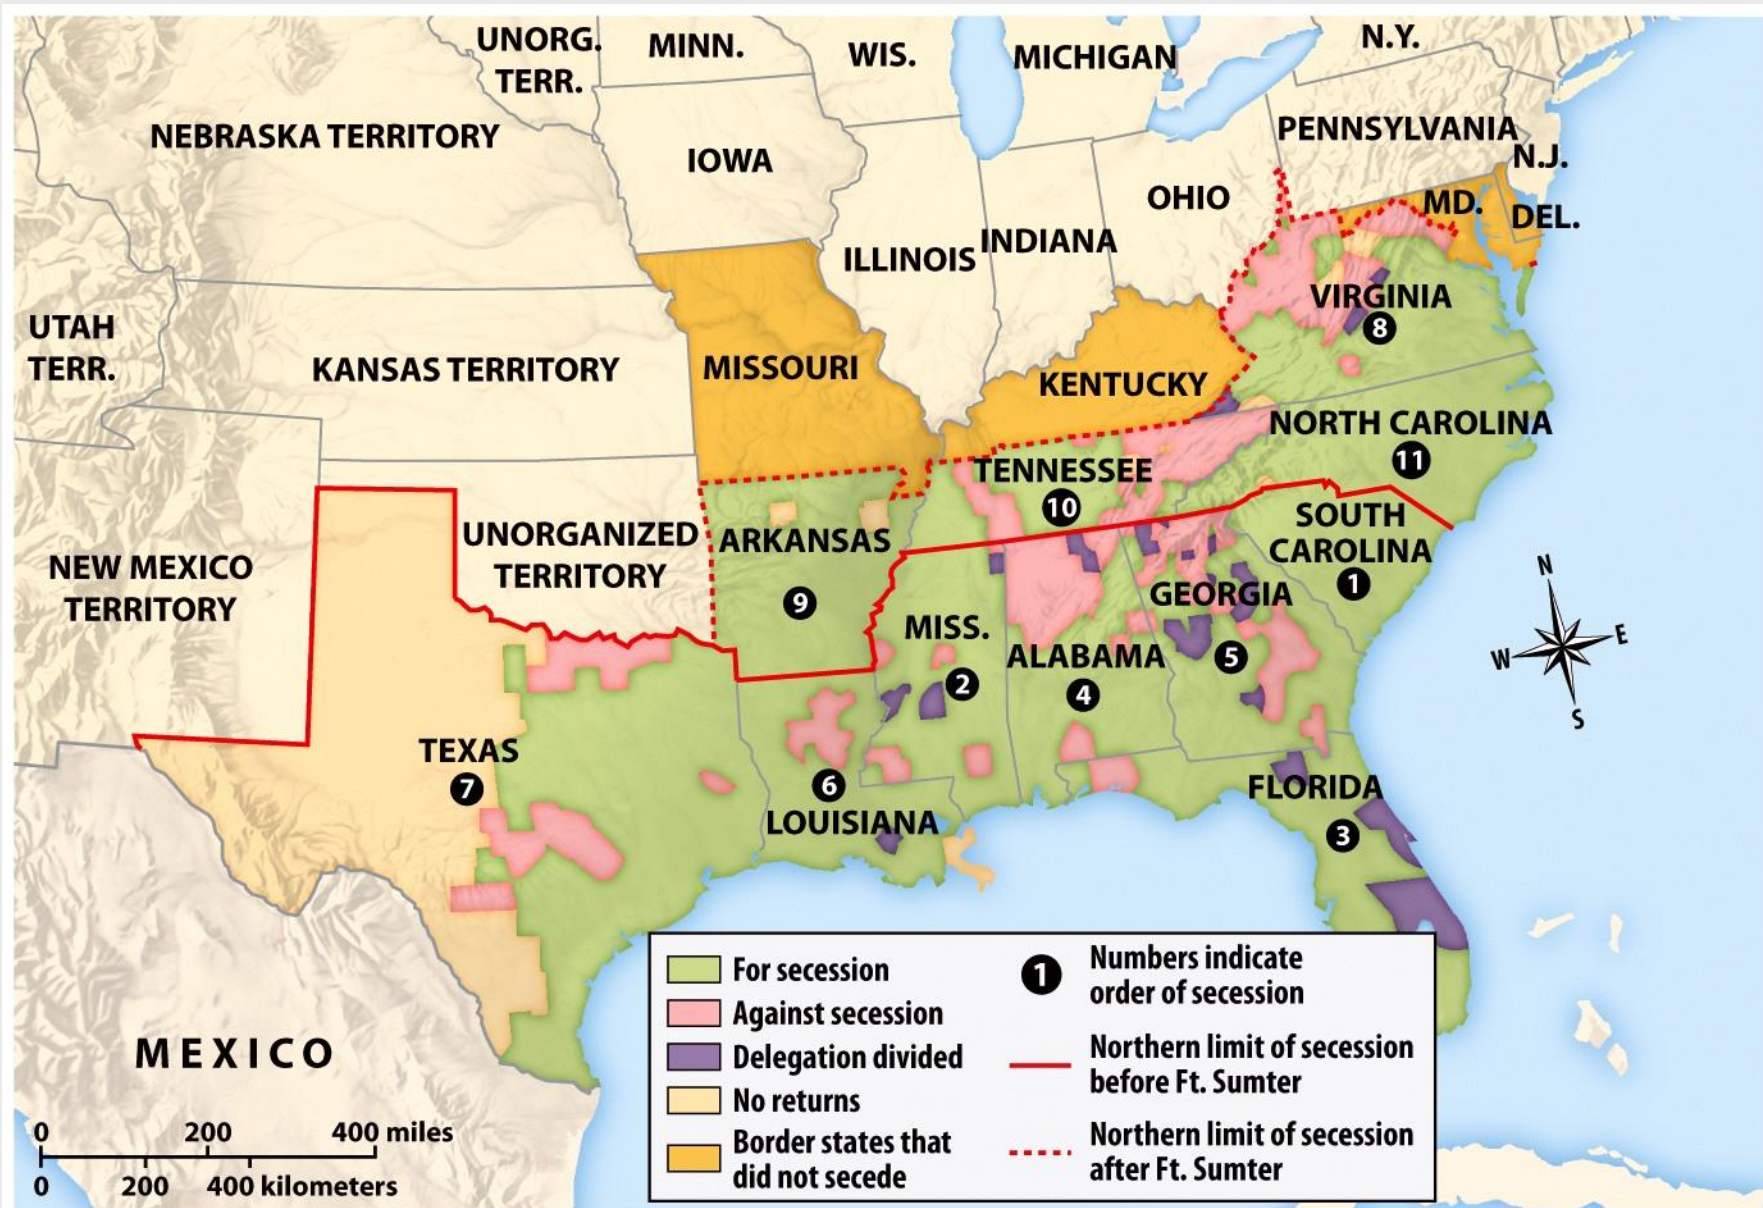 UNORG.
TERR.
MINN.
WIS.
MICHIGAN
N.Y.
NEBRASKA TERRITORY
IOWA
PENNSYLVANIA
N.J.
OHIO
MD.
DEL.
ILLINOIS
INDIANA
UTAH
TERR.
KANSAS TERRITORY
MISSOURI
KENTUCKY
VIRGINIA
8
NORTH CAROLINA
11
TENNESSEE
10
NEW MEXICO
TERRITORY
UNORGANIZED
TERRITORY
ARKANSAS
9
SOUTH
CAROLINA
1
GEORGIA
5
MISS.
2
ALABAMA
4
N
W
E
S
TEXAS
7
6
LOUISIANA
FLORIDA
3
MEXICO
0 200 400 miles
0 200 400 kilometers
For secession
Against secession
Delegation divided
No returns
Border states that
did not secede
1
Numbers indicate
order of secession
Northern limit of secession
before Ft. Sumter
Northern limit of secession
after Ft. Sumter